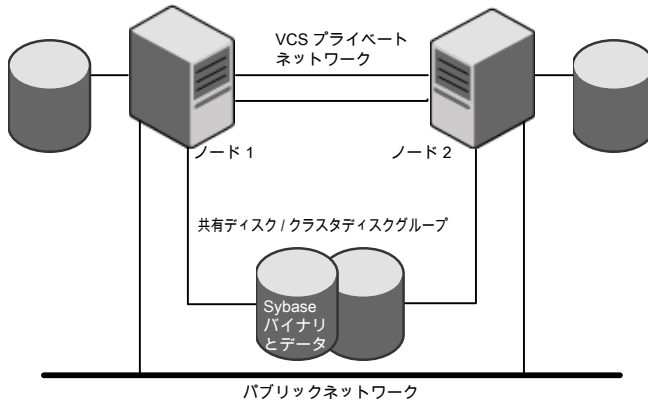 VCS プライベート
ネットワーク
ノード 1
ノード 2
共有ディスク / クラスタディスクグループ
Sybase
バイナリ
とデータ
パブリックネットワーク